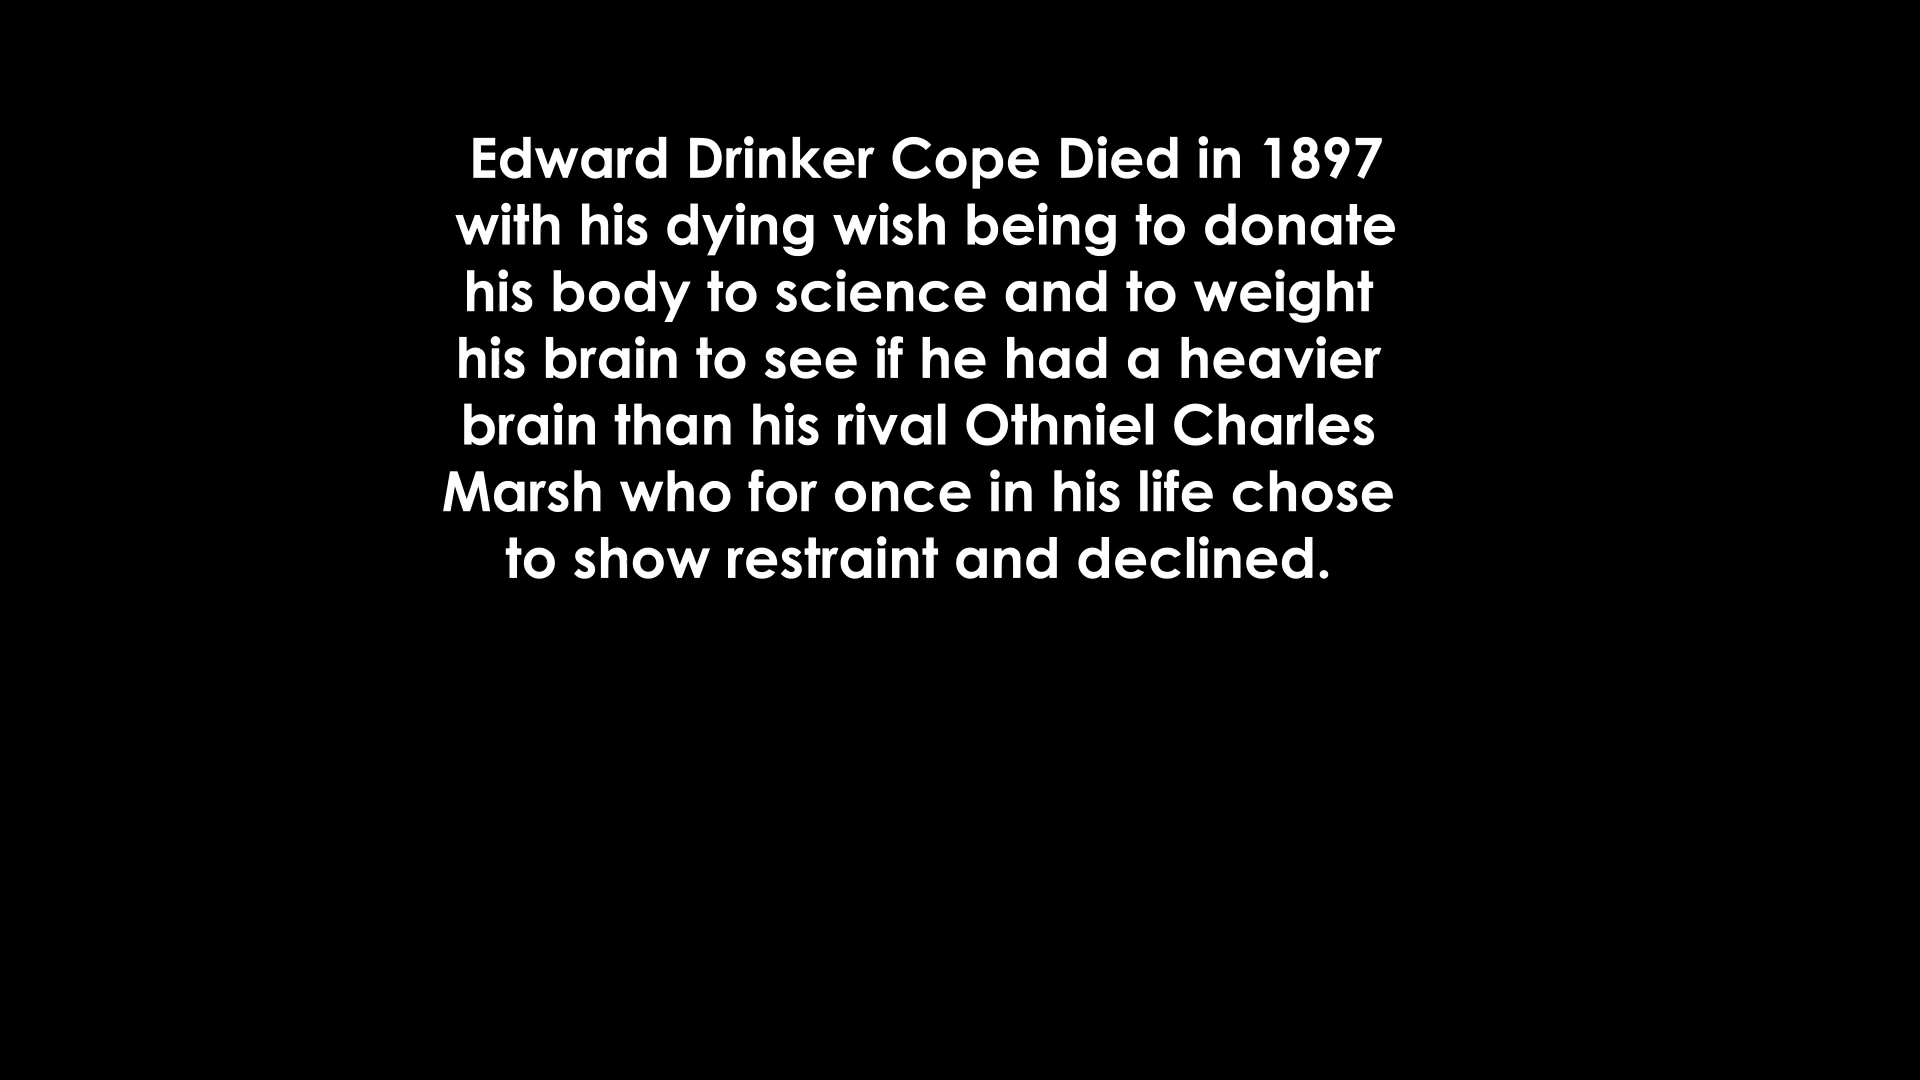 Edward Drinker Cope Died in 1897
with his dying wish being to donate
his body to science and to weight
his brain to see if he had a heavier
brain than his rival Othniel Charles
Marsh who for once in his life chose
to show restraint and declined.